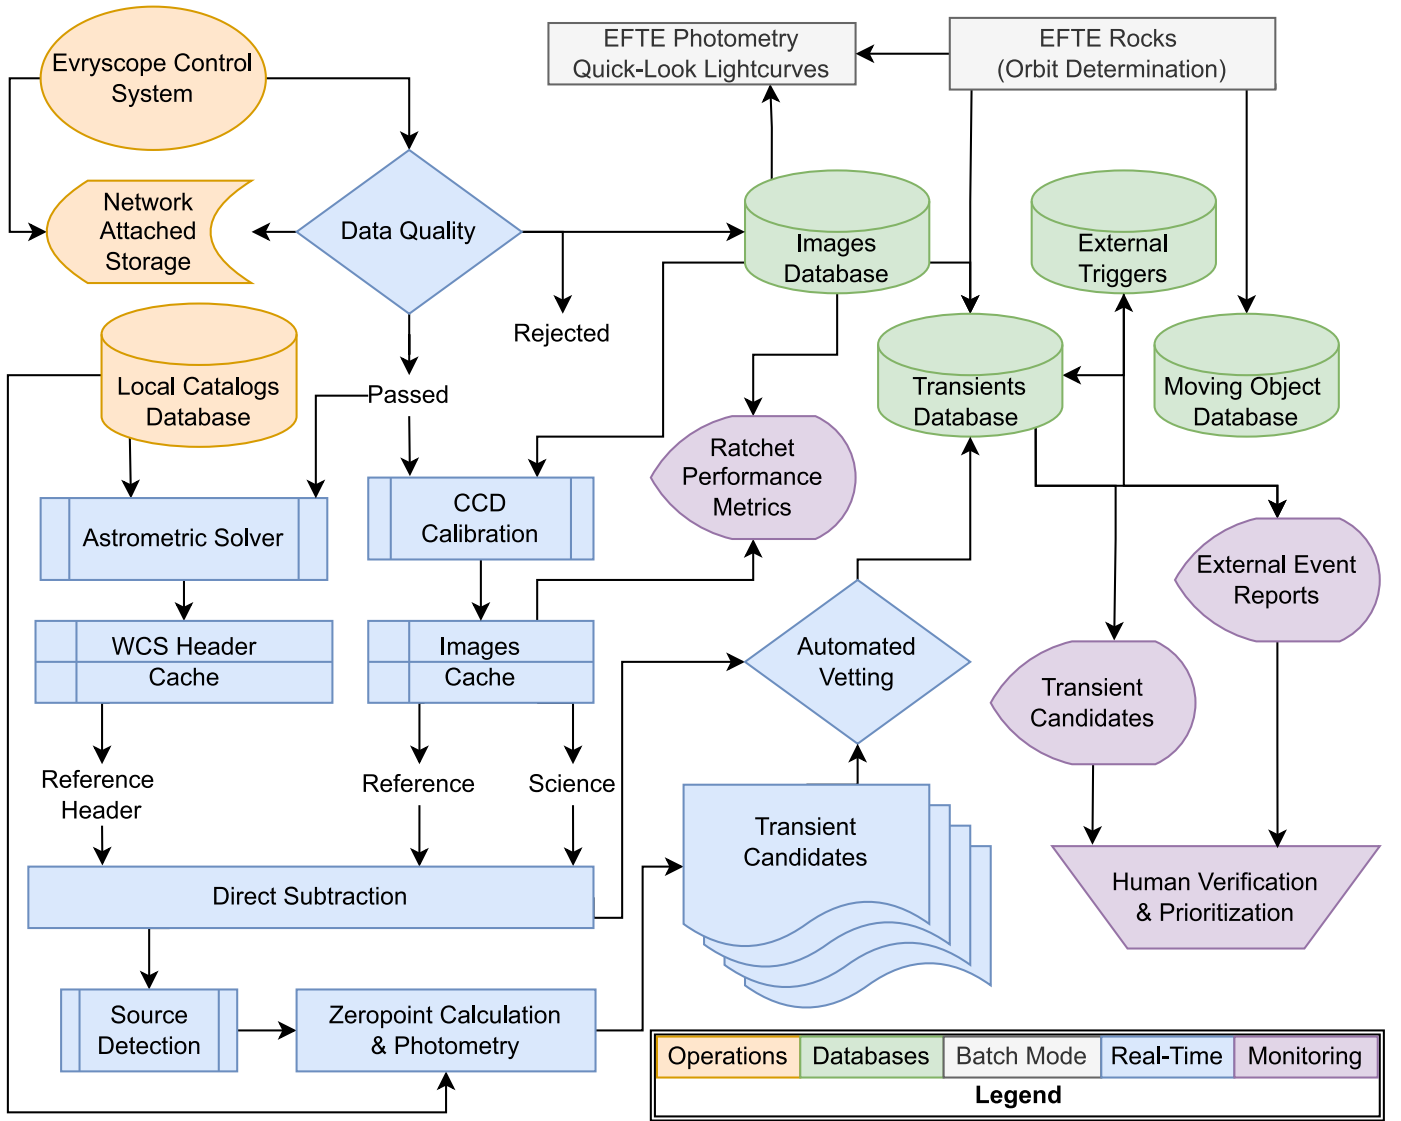 Evryscope Control
System
EFTE Photometry
Quick-Look Lightcurves
EFTE Rocks
(Orbit Determination)
Network
Attached
Storage
Data Quality
Images
Database
External
Triggers
Rejected
Local Catalogs
Database
Passed
Transients
Database
Moving Object
Database
Ratchet
Performance
Metrics
Astrometric Solver
CCD
Calibration
External Event
Reports
WCS Header
Cache
Images
Cache
Automated
Vetting
Transient
Candidates
Reference
Header
Reference
Science
Transient
Candidates
Human Verification
& Prioritization
Direct Subtraction
Source
Detection
Zeropoint Calculation
& Photometry
Operations
Databases
Batch Mode
Real-Time
Monitoring
Legend